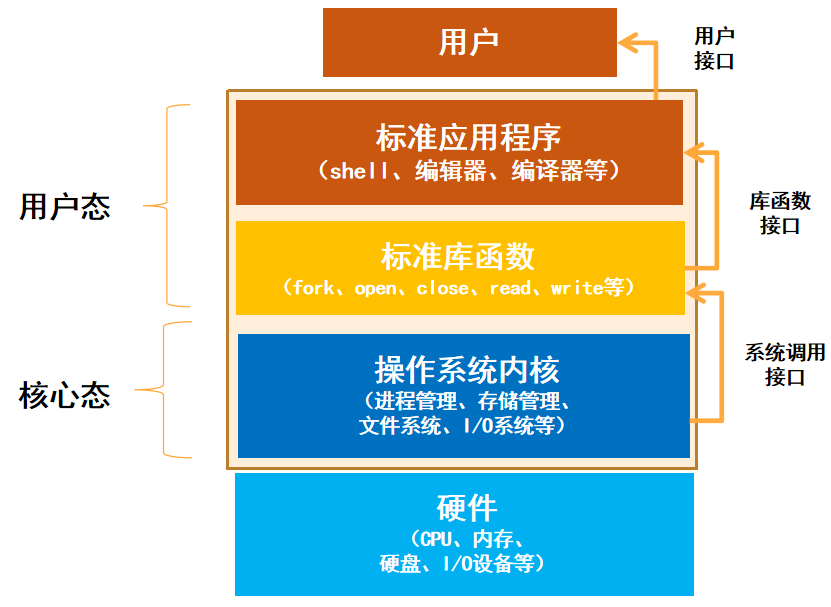 用户
用户
接口
标准应用程序
（shell、编辑器、编译器等）
用户态
库函数
接口
标准库函数
（fork、open、close、read、write等）
系统调用
接口
核心态
操作系统内核
（进程管理、存储管理、
文件系统、I/O系统等）
硬件
（CPU、内存、
硬盘、I/O设备等）